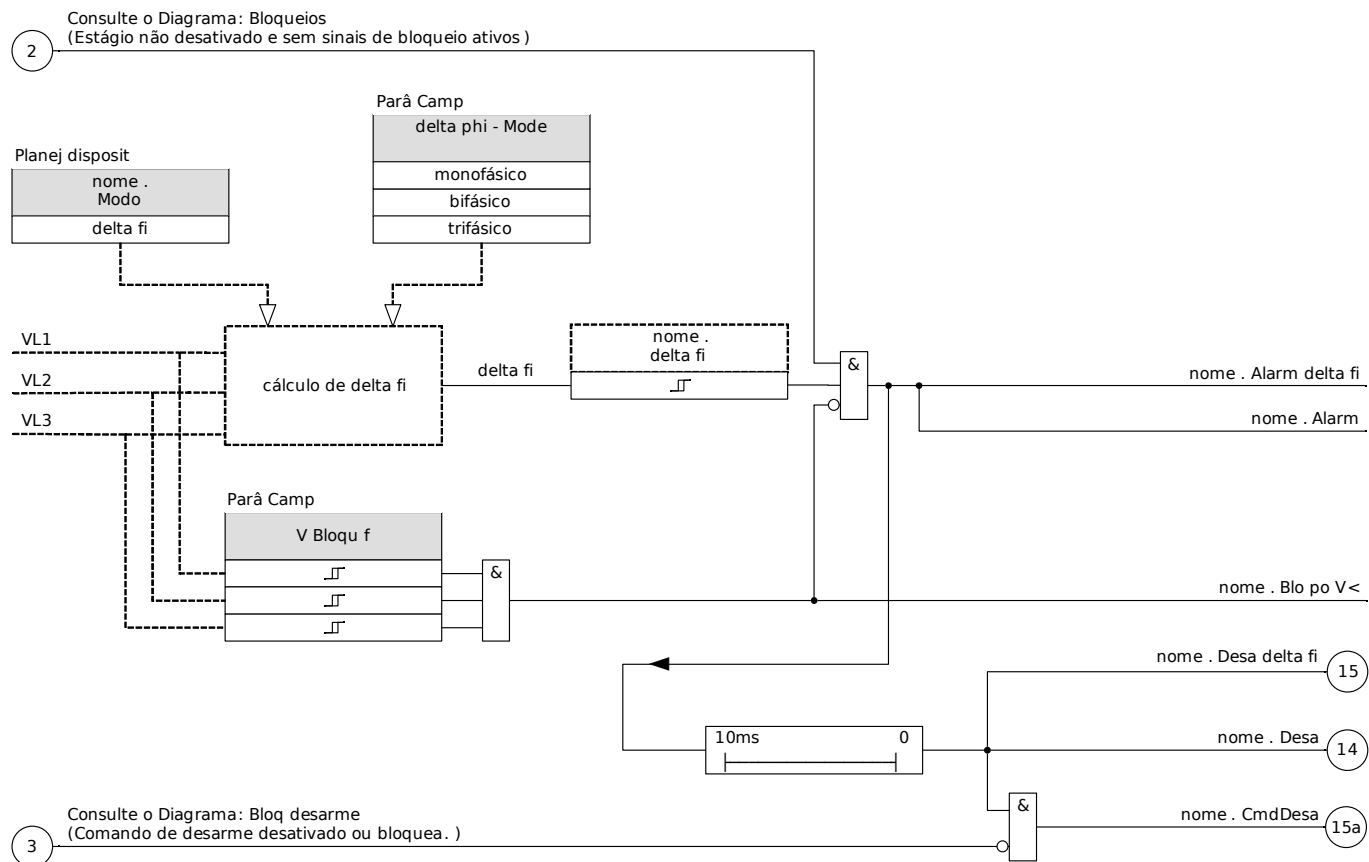 Consulte o Diagrama: Bloqueios
(Estágio não desativado e sem sinais de bloqueio ativos )
2
Parâ Camp
delta phi - Mode
monofásico
bifásico
trifásico
Planej disposit
nome .
Modo
delta fi
VL1
VL2
VL3
cálculo de delta fi
delta fi
nome .
delta fi
&
nome . Alarm delta fi
nome . Alarm
Parâ Camp
V Bloqu f
&
nome . Blo po V<
nome . Desa delta fi
15
10ms 0
nome . Desa
14
&
nome . CmdDesa
15a
Consulte o Diagrama: Bloq desarme
(Comando de desarme desativado ou bloquea. )
3